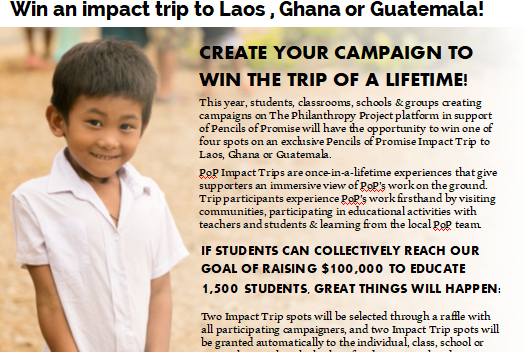 Win an impact trip to Laos , Ghana or Guatemala!
CREATE YOUR CAMPAIGN TO
WIN THE TRIP OF A LIFETIME!
This year, students, classrooms, schools & groups creating
campaigns on The Philanthropy Project platform in support
of Pencils of Promise will have the opportunity to win one of
four spots on an exclusive Pencils of Promise Impact Trip to
Laos, Ghana or Guatemala.
PoP Impact Trips are once-in-a-lifetime experiences that give
supporters an immersive view of PoP's work on the ground.
Trip participants experience PoP's work firsthand by visiting
communities, participating in educational activities with
teachers and students & learning from the local PoP team.
IF STUDENTS CAN COLLECTIVELY REACH OUR
GOAL OF RAISING $100,000 TO EDUCATE
1,500 STUDENTS, GREAT THINGS WILL HAPPEN:
Two Impact Trip spots will be selected through a raffle with
all participating campaigners, and two Impact Trip spots will
be granted automatically to the individual, class, school or